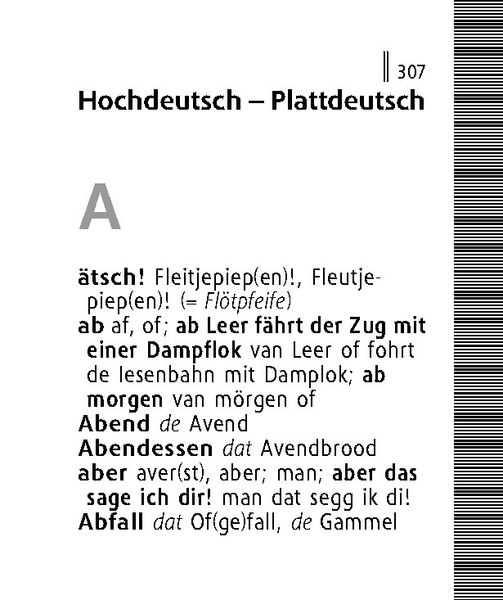 307
Hochdeutsch – Plattdeutsch
A
ätsch! Fleitjepiep(en)!, Fleutje-
piep(en)! (= Flötpfeife)
ab af, of; ab Leer fährt der Zug mit
einer Dampflok van Leer of fohrt
de Iesenbahn mit Damplok; ab
morgen van mörgen of
Abend de Avend
Abendessen dat Avendbrood
aber aver(st), aber; man; aber das
sage ich dir! man dat segg ik di!
Abfall dat Of(ge)fall, de Gammel